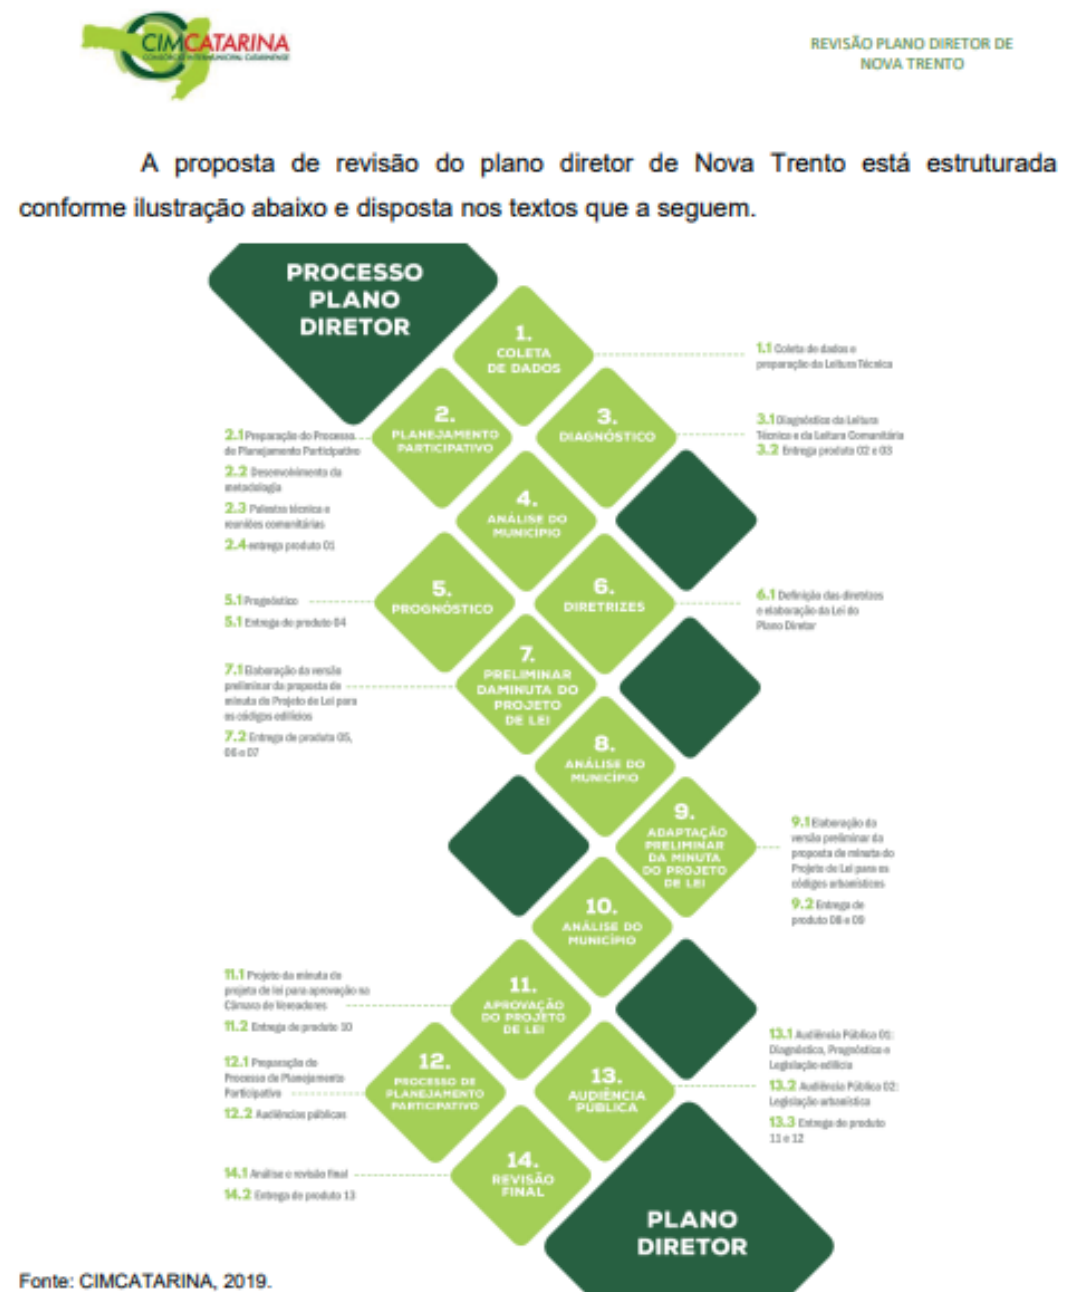 CIMCATARINA
CONSÓRCIO INTERMUNICIPAL CATARINENSE
REVISÃO PLANO DIRETOR DE
NOVA TRENTO
A proposta de revisão do plano diretor de Nova Trento está estruturada
conforme ilustração abaixo e disposta nos textos que a seguem.
PROCESSO
PLANO
DIRETOR
1.
COLETA
DE DADOS
1.1 Coleta de dados e
preparação da Leitura Técnica
2.
PLANEJAMENTO
PARTICIPATIVO
2.1 Preparação do Processo
de Planejamento Participativo
2.2 Desenvolvimento da
metodologia
2.3 Palestra técnica e
reuniões comunitárias
2.4 entrega produto 01
3.
DIAGNÓSTICO
3.1 Diagnóstico da Leitura
Técnica e da Leitura Comunitária
3.2 Entrega produto 02 e 03
4.
ANÁLISE DO
MUNICÍPIO
5.
PROGNÓSTICO
5.1 Prognóstico
5.1 Entrega do produto 04
6.
DIRETRIZES
6.1 Definição das diretrizes
e elaboração da Lei do
Plano Diretor
7.
PRELIMINAR
DAMINUTA DO
PROJETO
DE LEI
7.1 Elaboração da versão
preliminar da proposta de
minuta do Projeto de Lei para
os códigos edilícios
7.2 Entrega de produto 05,
06 e 07
8.
ANÁLISE DO
MUNICÍPIO
9.
ADAPTAÇÃO
PRELIMINAR
DA MINUTA
DO PROJETO
DE LEI
9.1 Elaboração da
versão preliminar da
proposta de minuta do
Projeto de Lei para os
códigos urbanísticos
9.2 Entrega de
produto 08 e 09
10.
ANÁLISE DO
MUNICÍPIO
11.
APROVAÇÃO
DO PROJETO
DE LEI
11.1 Projeto da minuta do
projeto de lei para aprovação na
Câmara de Vereadores
11.2 Entrega de produto 10
12.
PROCESSO DE
PLANEJAMENTO
PARTICIPATIVO
12.1 Preparação do
Processo de Planejamento
Participativo
12.2 Audiências públicas
13.
AUDIÊNCIA
PÚBLICA
13.1 Audiência Pública 01:
Diagnóstico, Prognóstico e
Legislação edilícia
13.2 Audiência Pública 02:
Legislação urbanística
13.3 Entrega de produto
11 e 12
14.
REVISÃO
FINAL
14.1 Análise e revisão final
14.2 Entrega de produto 13
PLANO
DIRETOR
Fonte: CIMCATARINA, 2019.